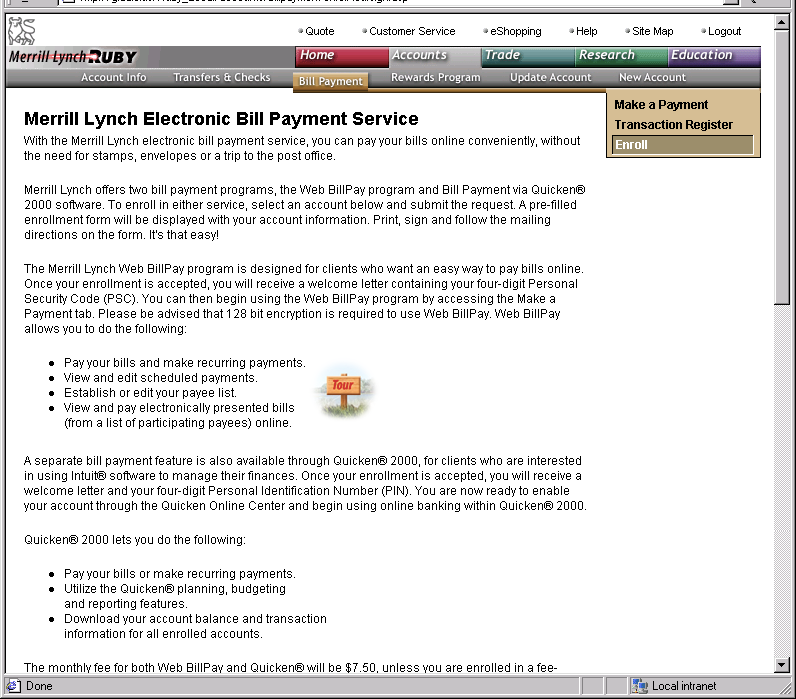 Quote Customer Service eShopping Help Site Map Logout
Merrill Lynch RUBY Home Accounts Trade Research Education
Account Info Transfers & Checks Bill Payment Rewards Program Update Account New Account
Make a Payment
Transaction Register
Enroll
Merrill Lynch Electronic Bill Payment Service
With the Merrill Lynch electronic bill payment service, you can pay your bills online conveniently, without
the need for stamps, envelopes or a trip to the post office.
Merrill Lynch offers two bill payment programs, the Web BillPay program and Bill Payment via Quicken®
2000 software. To enroll in either service, select an account below and submit the request. A pre-filled
enrollment form will be displayed with your account information. Print, sign and follow the mailing
directions on the form. It's that easy!
The Merrill Lynch Web BillPay program is designed for clients who want an easy way to pay bills online.
Once your enrollment is accepted, you will receive a welcome letter containing your four-digit Personal
Security Code (PSC). You can then begin using the Web BillPay program by accessing the Make a
Payment tab. Please be advised that 128 bit encryption is required to use Web BillPay. Web BillPay
allows you to do the following:
Pay your bills and make recurring payments.
View and edit scheduled payments.
Establish or edit your payee list.
View and pay electronically presented bills
(from a list of participating payees) online.
Tour
A separate bill payment feature is also available through Quicken® 2000, for clients who are interested
in using Intuit® software to manage their finances. Once your enrollment is accepted, you will receive a
welcome letter and your four-digit Personal Identification Number (PIN). You are now ready to enable
your account through the Quicken Online Center and begin using online banking within Quicken® 2000.
Quicken® 2000 lets you do the following:
Pay your bills or make recurring payments.
Utilize the Quicken® planning, budgeting
and reporting features.
Download your account balance and transaction
information for all enrolled accounts.
The monthly fee for both Web BillPay and Quicken® will be $7.50, unless you are enrolled in a fee-
Done Local intranet